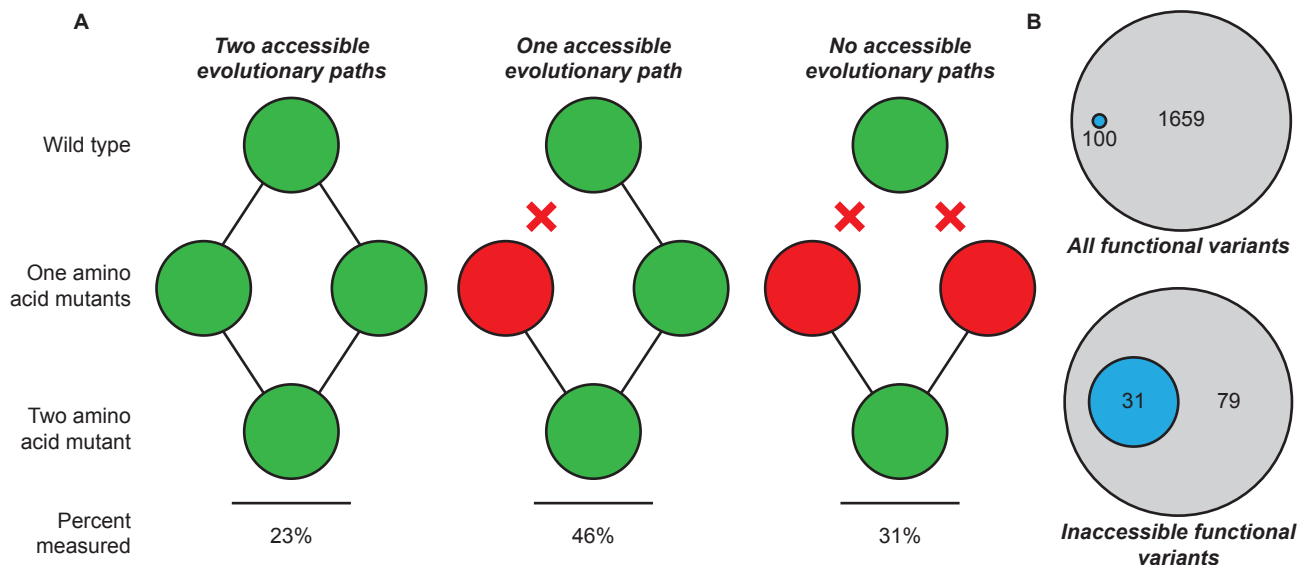 A
Two accessible
evolutionary paths
One accessible
evolutionary path
No accessible
evolutionary paths
Wild type
One amino
acid mutants
Two amino
acid mutant
Percent
measured
23%
46%
31%
B
1659
100
All functional variants
31
79
Inaccessible functional
variants